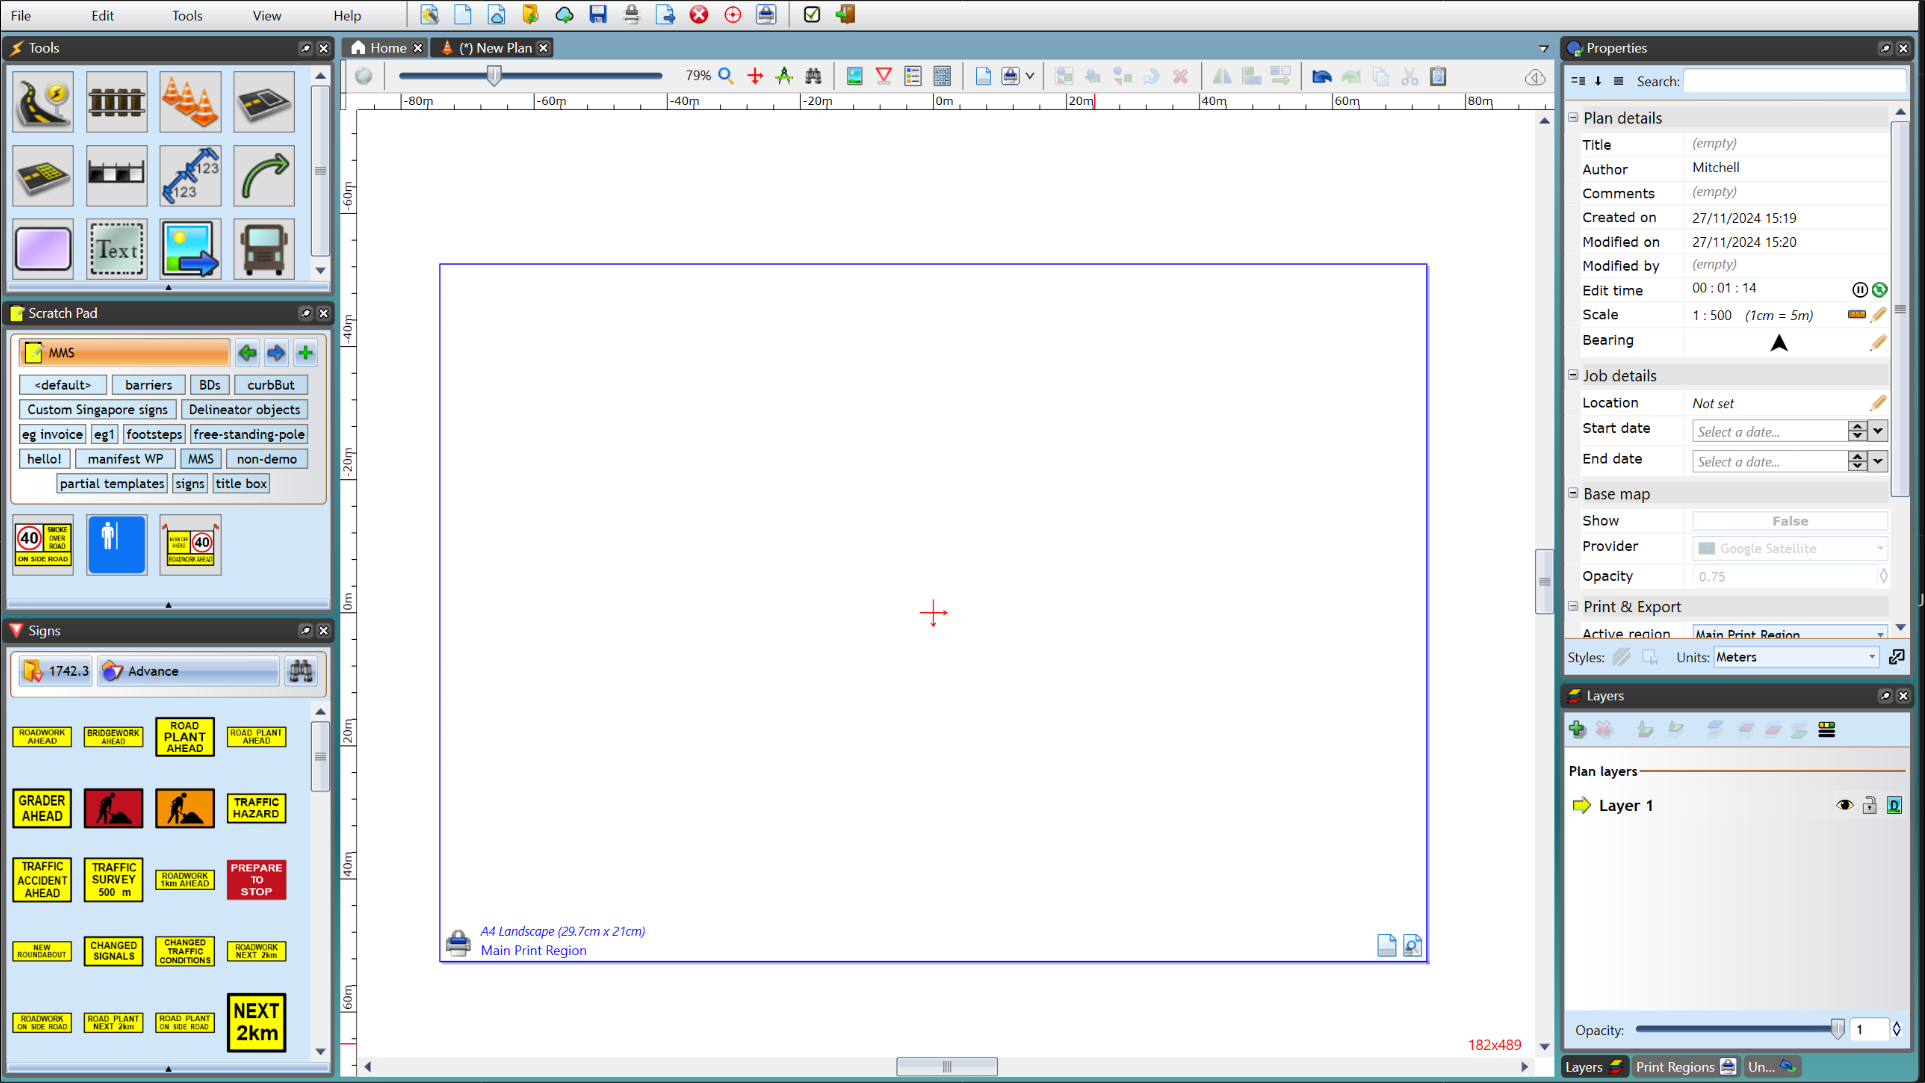 File Edit Tools View Help
Tools
Home (*) New Plan
Properties
79%
Search:
-80m -60m -40m -20m 0m 20m 40m 60m 80m
-60m
-40m
-20m
0m
20m
40m
60m
123
123
Text
Scratch Pad
MMS
<default> barriers BDs curbBut
Custom Singapore signs Delineator objects
eg invoice eg1 footsteps free-standing-pole
hello! manifest WP MMS non-demo
partial templates signs title box
40 SMOKE OVER ROAD
ON SIDE ROAD
AHEAD 40
ROADWORK AHEAD
Signs
1742.3 Advance
ROADWORK AHEAD
BRIDGEWORK AHEAD
ROAD PLANT AHEAD
ROAD PLANT AHEAD
GRADER AHEAD
TRAFFIC HAZARD
TRAFFIC ACCIDENT AHEAD
TRAFFIC SURVEY 500 m
ROADWORK 1km AHEAD
PREPARE TO STOP
NEW ROUNDABOUT
CHANGED SIGNALS
CHANGED TRAFFIC CONDITIONS
ROADWORK NEXT 2km
ROADWORK ON SIDE ROAD
ROAD PLANT NEXT 2km
ROAD PLANT ON SIDE ROAD
NEXT 2km
A4 Landscape (29.7cm x 21cm)
Main Print Region
182x489
Plan details
Title (empty)
Author Mitchell
Comments (empty)
Created on 27/11/2024 15:19
Modified on 27/11/2024 15:20
Modified by (empty)
Edit time 00 : 01 : 14
Scale 1 : 500 (1cm = 5m)
Bearing
Job details
Location Not set
Start date Select a date...
End date Select a date...
Base map
Show False
Provider Google Satellite
Opacity 0.75
Print & Export
Active region Main Print Region
Styles: Units: Meters
Layers
Plan layers
Layer 1 D
Opacity: 1
Layers Print Regions Un...